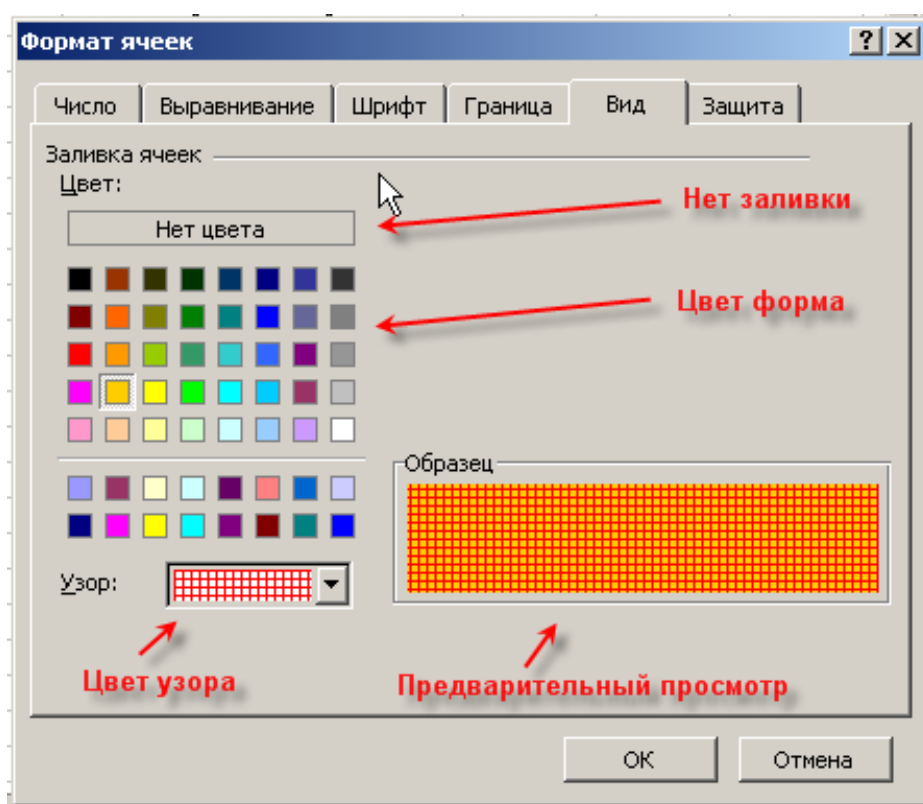 Формат ячеек
Число Выравнивание Шрифт Граница Вид Защита
Заливка ячеек
Цвет:
Нет цвета
Нет заливки
Цвет форма
Образец
Узор:
Цвет узора
Предварительный просмотр
ОК Отмена